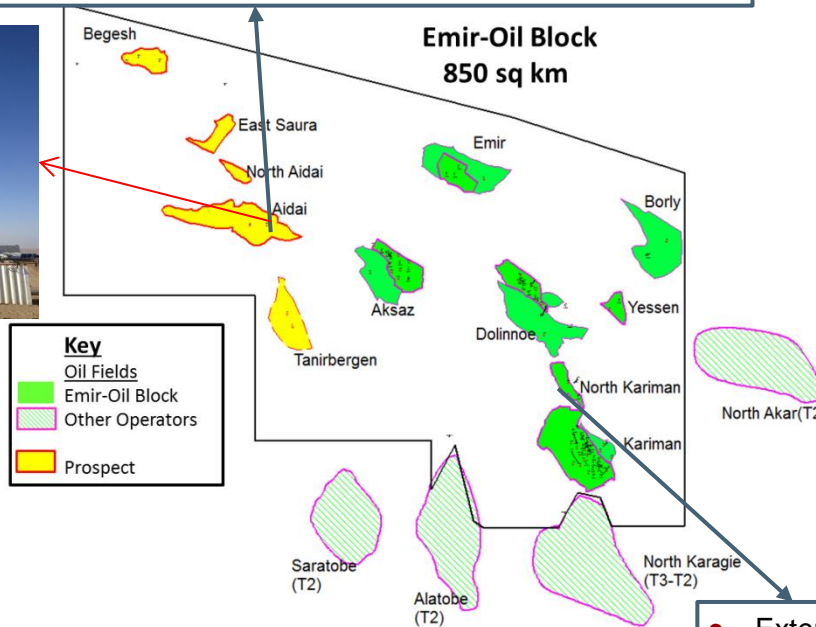 Emir-Oil Block
850 sq km
Begesh
East Saura
North Aidai
Aidai
Emir
Borly
Aksaz
Yessen
Dolinnoe
Tanirbergen
North Kariman
Kariman
North Akar(T2
Key
Oil Fields
Emir-Oil Block
Other Operators
Prospect
Saratobe
(T2)
Alatobe
(T2)
North Karagie
(T3-T2)